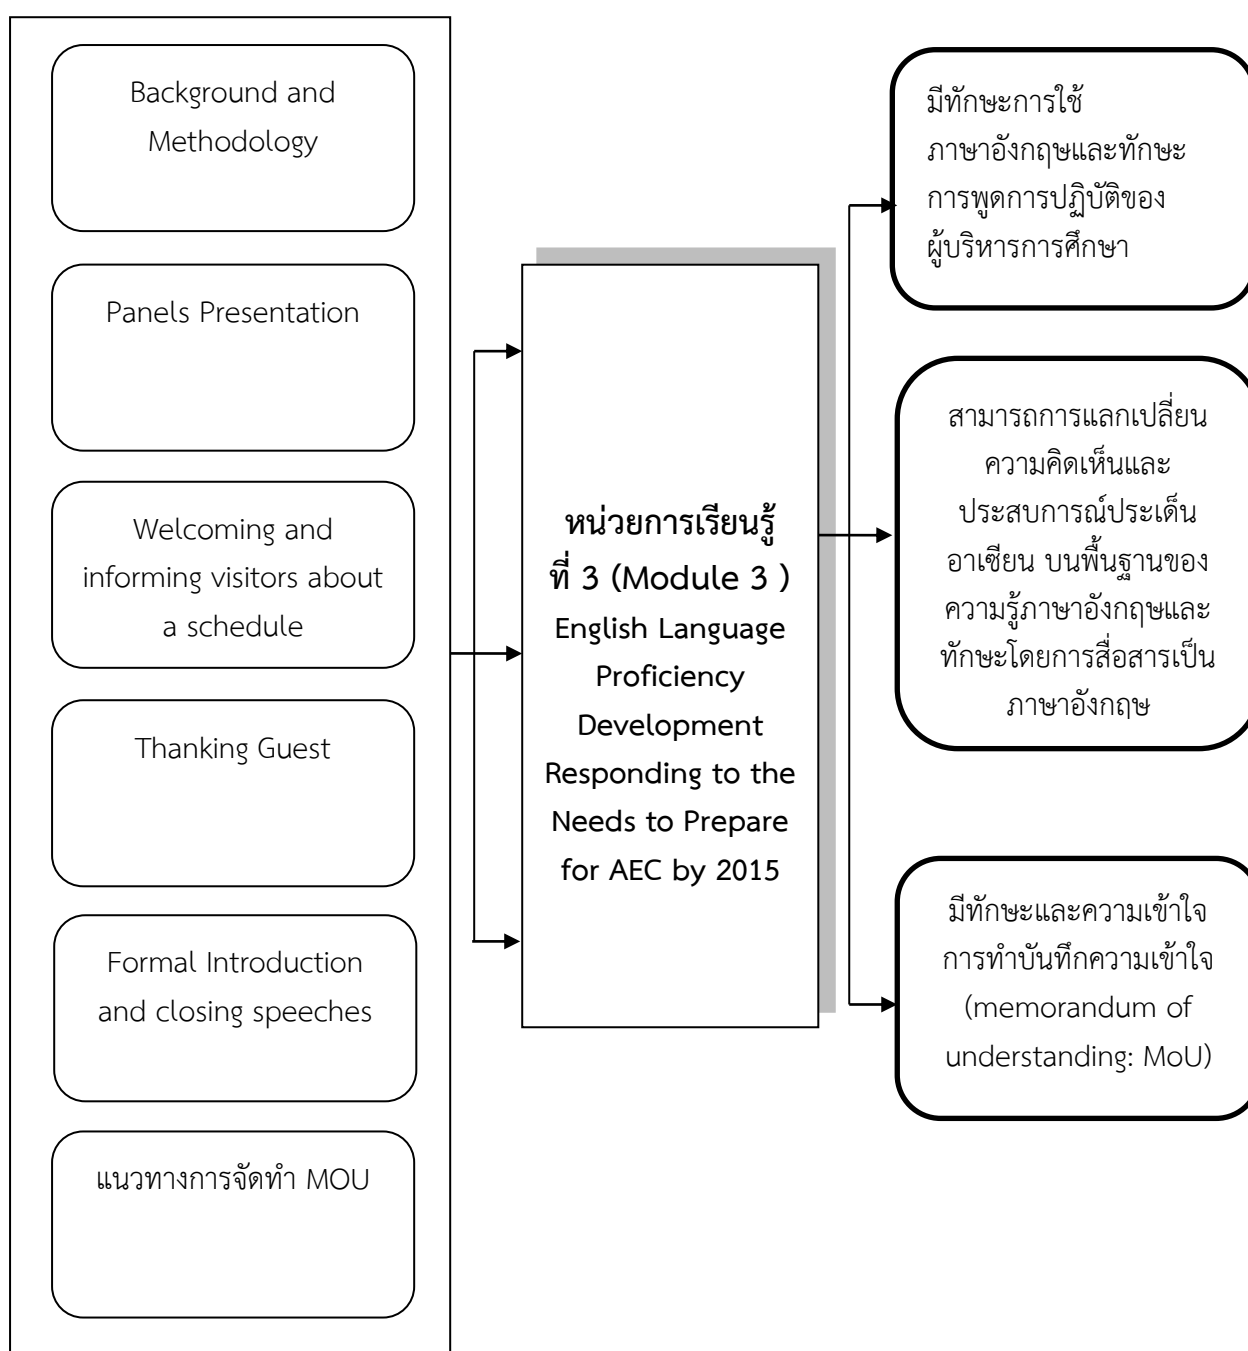 Background and
Methodology
Panels Presentation
Welcoming and
informing visitors about
a schedule
Thanking Guest
Formal Introduction
and closing speeches
แนวทางการจัดทำ MOU
หน่วยการเรียนรู้
ที่ 3 (Module 3 )
English Language
Proficiency
Development
Responding to the
Needs to Prepare
for AEC by 2015
มีทักษะการใช้
ภาษาอังกฤษและทักษะ
การพูดการปฏิบัติของ
ผู้บริหารการศึกษา
สามารถการแลกเปลี่ยน
ความคิดเห็นและ
ประสบการณ์ประเด็น
อาเซียน บนพื้นฐานของ
ความรู้ภาษาอังกฤษและ
ทักษะโดยการสื่อสารเป็น
ภาษาอังกฤษ
มีทักษะและความเข้าใจ
การทำบันทึกความเข้าใจ
(memorandum of
understanding: MoU)